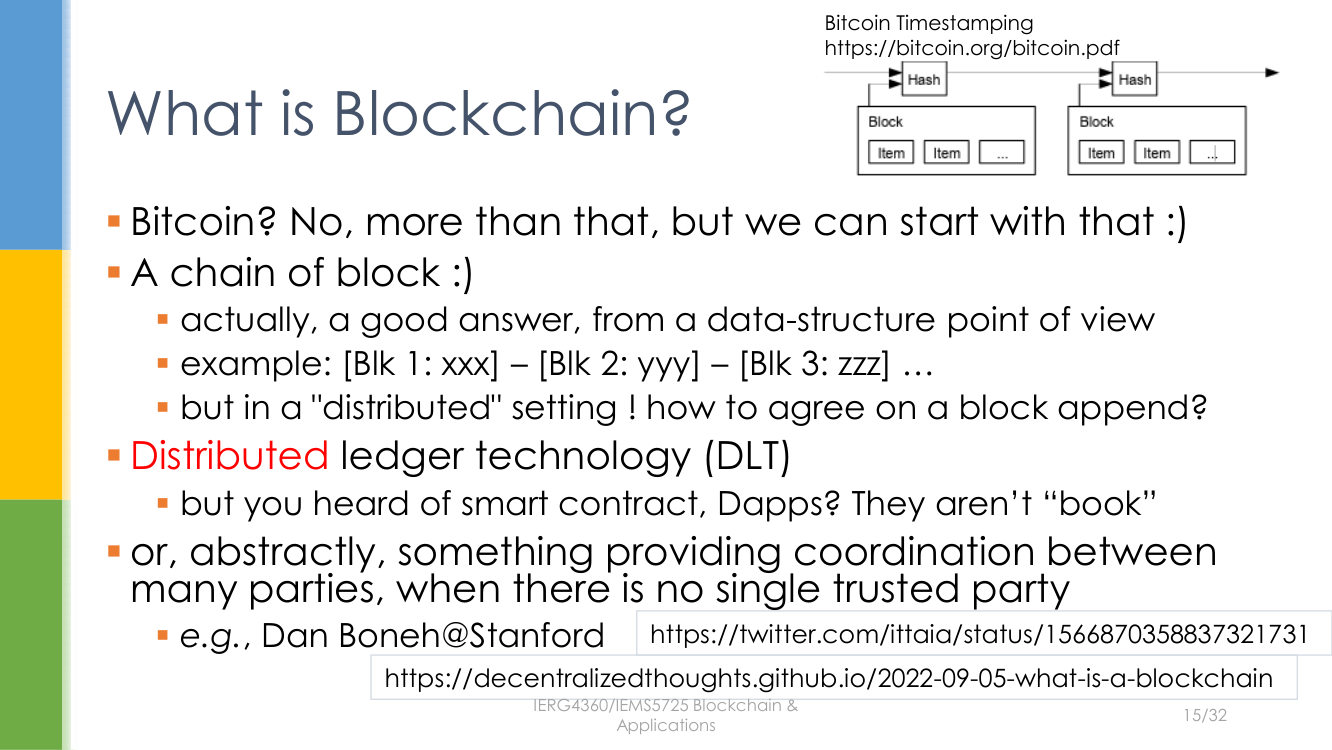 Bitcoin Timestamping
https://bitcoin.org/bitcoin.pdf
Hash
Hash
Block
Block
Item
Item
...
Item
Item
...
What is Blockchain?
Bitcoin? No, more than that, but we can start with that :)
A chain of block :)
actually, a good answer, from a data-structure point of view
example: [Blk 1: xxx] – [Blk 2: yyy] – [Blk 3: zzz] …
but in a "distributed" setting ! how to agree on a block append?
Distributed ledger technology (DLT)
but you heard of smart contract, Dapps? They aren’t “book”
or, abstractly, something providing coordination between
many parties, when there is no single trusted party
e.g., Dan Boneh@Stanford
https://twitter.com/ittaia/status/1566870358837321731
https://decentralizedthoughts.github.io/2022-09-05-what-is-a-blockchain
IERG4360/IEMS5725 Blockchain &
Applications
15/32